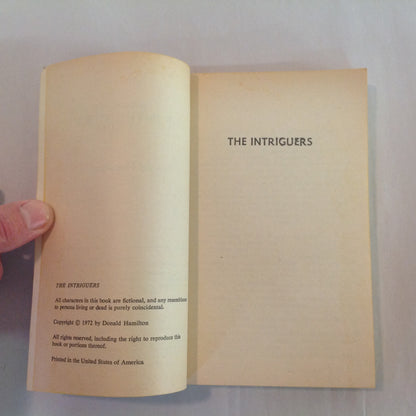 THE INTRIGUERS
All characters in this book are fictional, and any resemblance
to persons living or dead is purely coincidental.
Copyright © 1972 by Donald Hamilton
All rights reserved, including the right to reproduce this
book or portions thereof.
Printed in the United States of America
THE INTRIGUERS